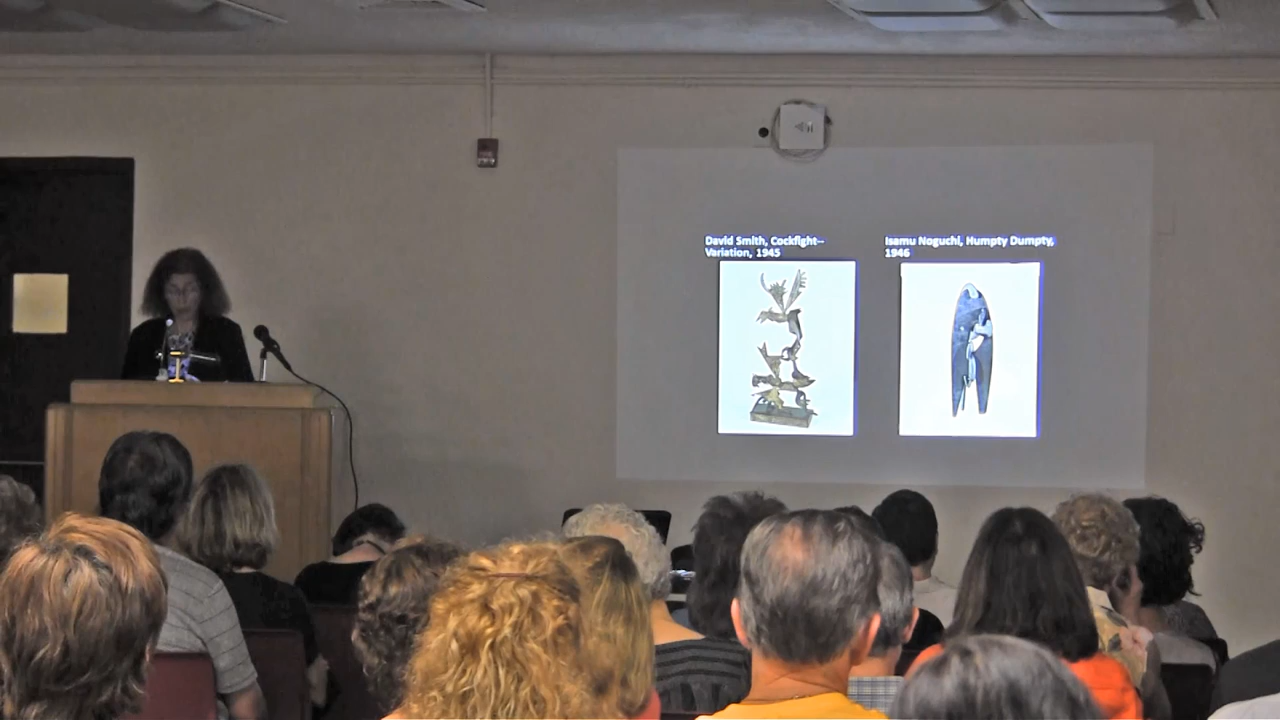 David Smith, Cockfight--
Variation, 1945
Isamu Noguchi, Humpty Dumpty,
1946